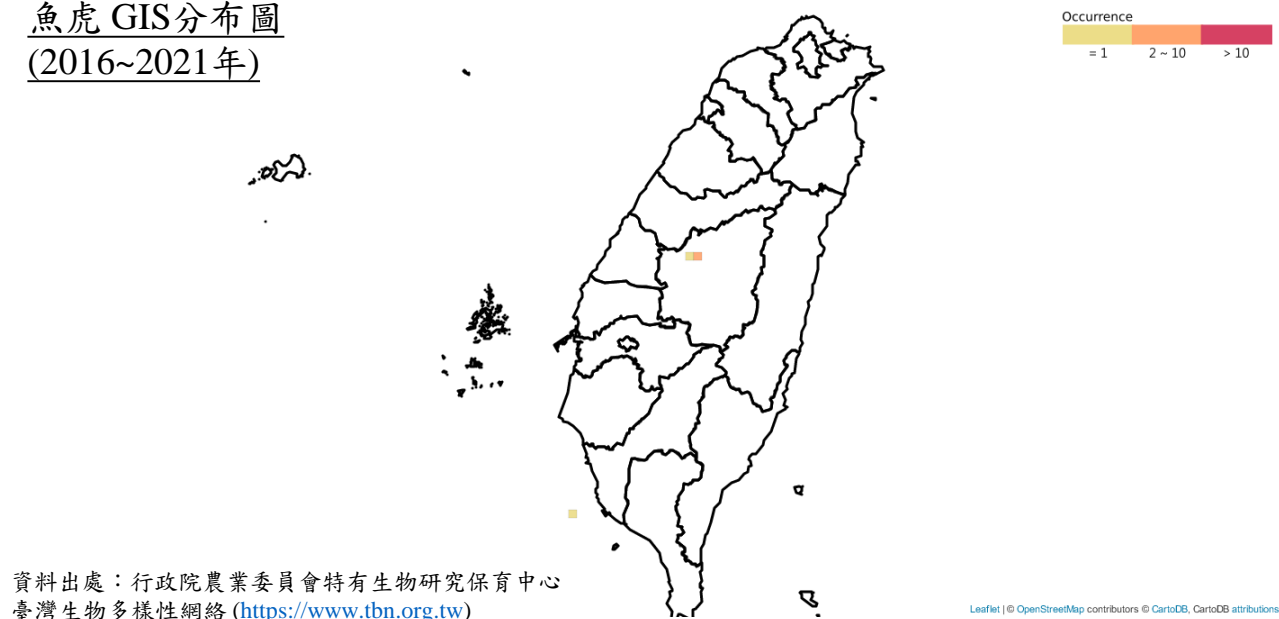 魚虎 GIS分布圖
(2016~2021年)
Occurrence
= 1 2 ~ 10 > 10
資料出處：行政院農業委員會特有生物研究保育中心
臺灣生物多樣性網絡 (https://www.tbn.org.tw)
Leaflet | © OpenStreetMap contributors © CartoDB, CartoDB attributions